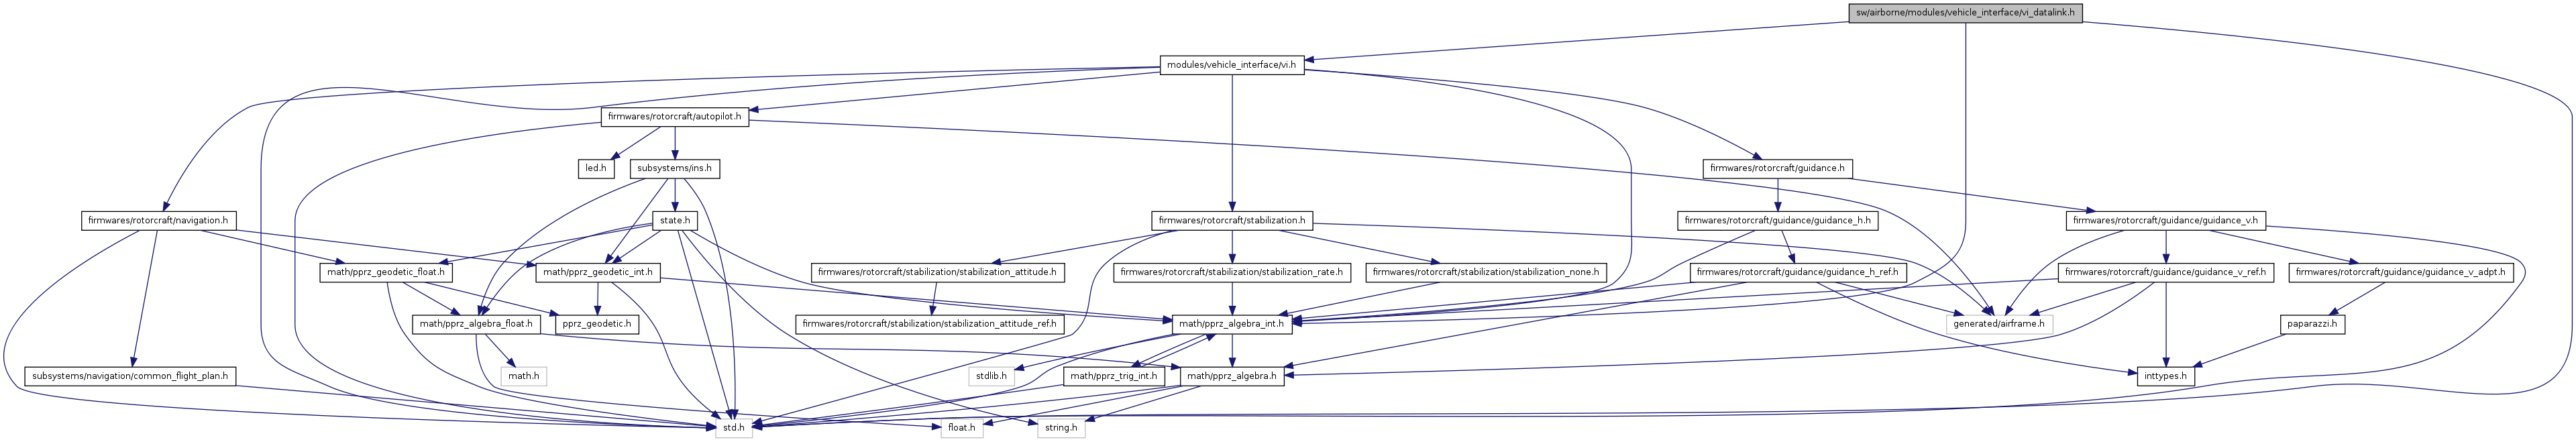 sw/airborne/modules/vehicle_interface/vi_datalink.h
modules/vehicle_interface/vi.h
firmwares/rotorcraft/autopilot.h
led.h
subsystems/ins.h
firmwares/rotorcraft/guidance.h
firmwares/rotorcraft/navigation.h
state.h
firmwares/rotorcraft/stabilization.h
firmwares/rotorcraft/guidance/guidance_h.h
firmwares/rotorcraft/guidance/guidance_v.h
math/pprz_geodetic_float.h
math/pprz_geodetic_int.h
firmwares/rotorcraft/stabilization/stabilization_attitude.h
firmwares/rotorcraft/stabilization/stabilization_rate.h
firmwares/rotorcraft/stabilization/stabilization_none.h
firmwares/rotorcraft/guidance/guidance_h_ref.h
firmwares/rotorcraft/guidance/guidance_v_ref.h
firmwares/rotorcraft/guidance/guidance_v_adpt.h
math/pprz_algebra_float.h
pprz_geodetic.h
firmwares/rotorcraft/stabilization/stabilization_attitude_ref.h
math/pprz_algebra_int.h
generated/airframe.h
paparazzi.h
subsystems/navigation/common_flight_plan.h
math.h
stdlib.h
math/pprz_trig_int.h
math/pprz_algebra.h
inttypes.h
std.h
float.h
string.h